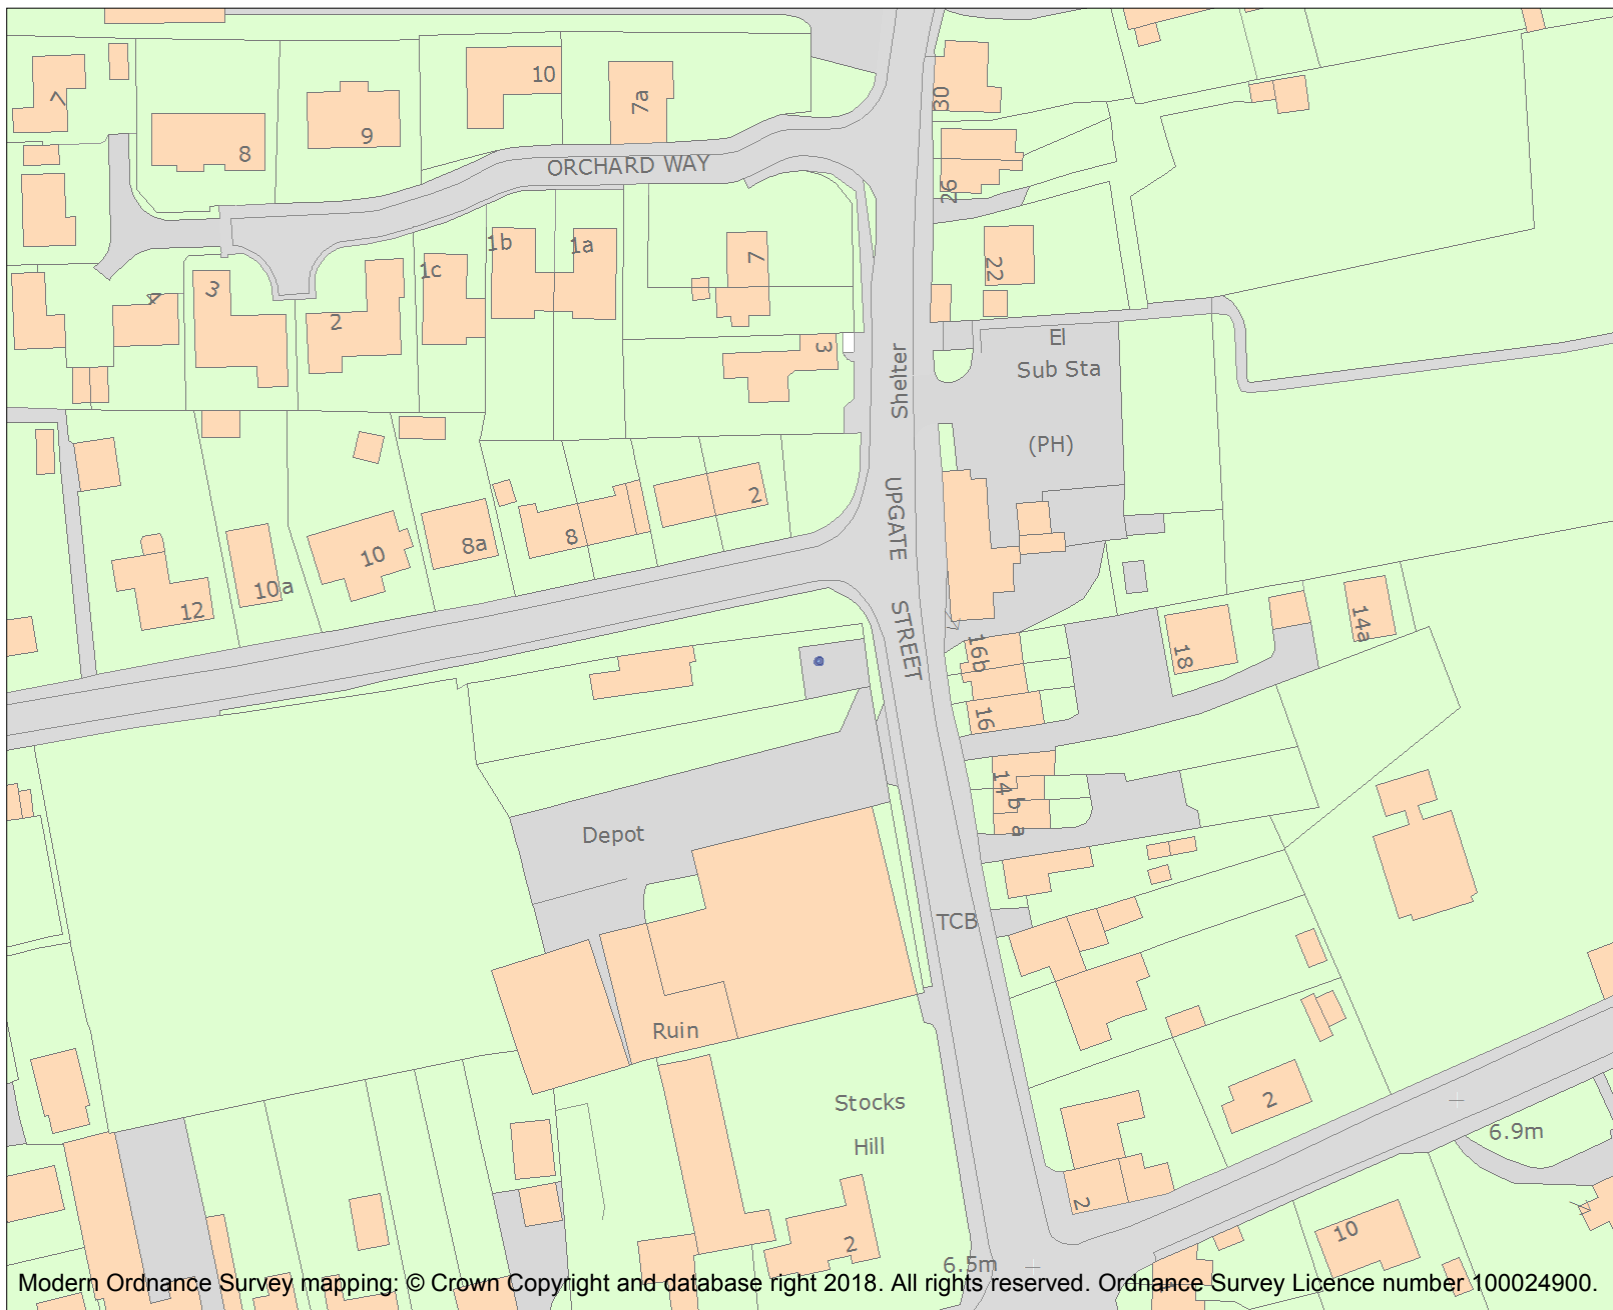 7
8
9
10
7a
30
ORCHARD WAY
26
1b
1a
1c
7
22
4
3
2
3
El
Sub Sta
Shelter
(PH)
UPGATE STREET
2
8
8a
10
10a
12
16b
16
18
14a
14
b
a
Depot
TCB
Ruin
Stocks
Hill
2
6.9m
2
2
10
6.5m
Modern Ordnance Survey mapping: © Crown Copyright and database right 2018. All rights reserved. Ordnance Survey Licence number 100024900.